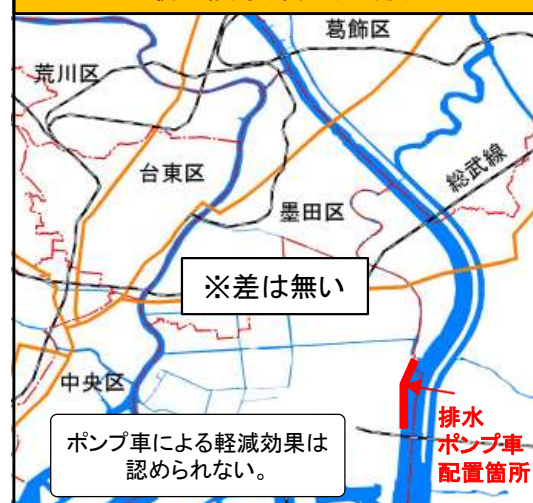 葛飾区
荒川区
台東区
総武線
墨田区
※差は無い
中央区
排水
ポンプ車
配置箇所
ポンプ車による軽減効果は
認められない。